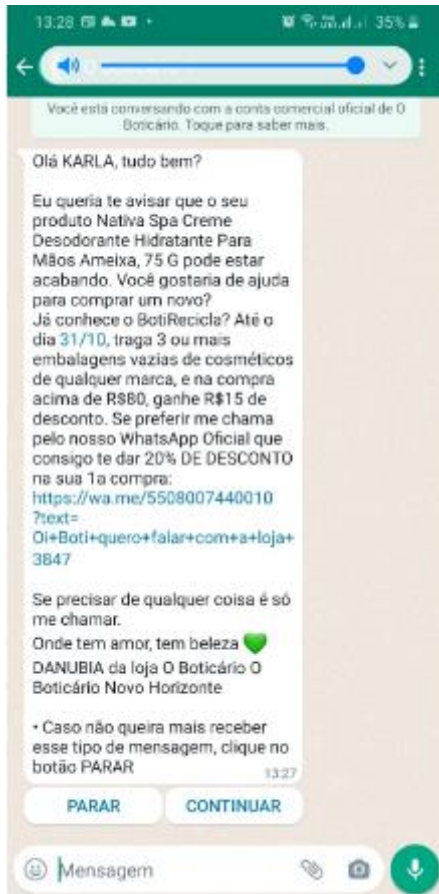 13:28
35%
Você está conversando com a conta comercial oficial de O
Boticário. Toque para saber mais.
Olá KARLA, tudo bem?
Eu queria te avisar que o seu
produto Nativa Spa Creme
Desodorante Hidratante Para
Mãos Ameixa, 75 G pode estar
acabando. Você gostaria de ajuda
para comprar um novo?
Já conhece o BotiRecicla? Até o
dia 31/10, traga 3 ou mais
embalagens vazias de cosméticos
de qualquer marca, e na compra
acima de R$80, ganhe R$15 de
desconto. Se preferir me chama
pelo nosso WhatsApp Oficial que
consigo te dar 20% DE DESCONTO
na sua 1a compra:
https://wa.me/5508007440010
?text=
Oi+Boti+quero+falar+com+a+loja+
3847
Se precisar de qualquer coisa é só
me chamar.
Onde tem amor, tem beleza 💚
DANUBIA da loja O Boticário O
Boticário Novo Horizonte
• Caso não queira mais receber
esse tipo de mensagem, clique no
botão PARAR
13:27
PARAR
CONTINUAR
Mensagem